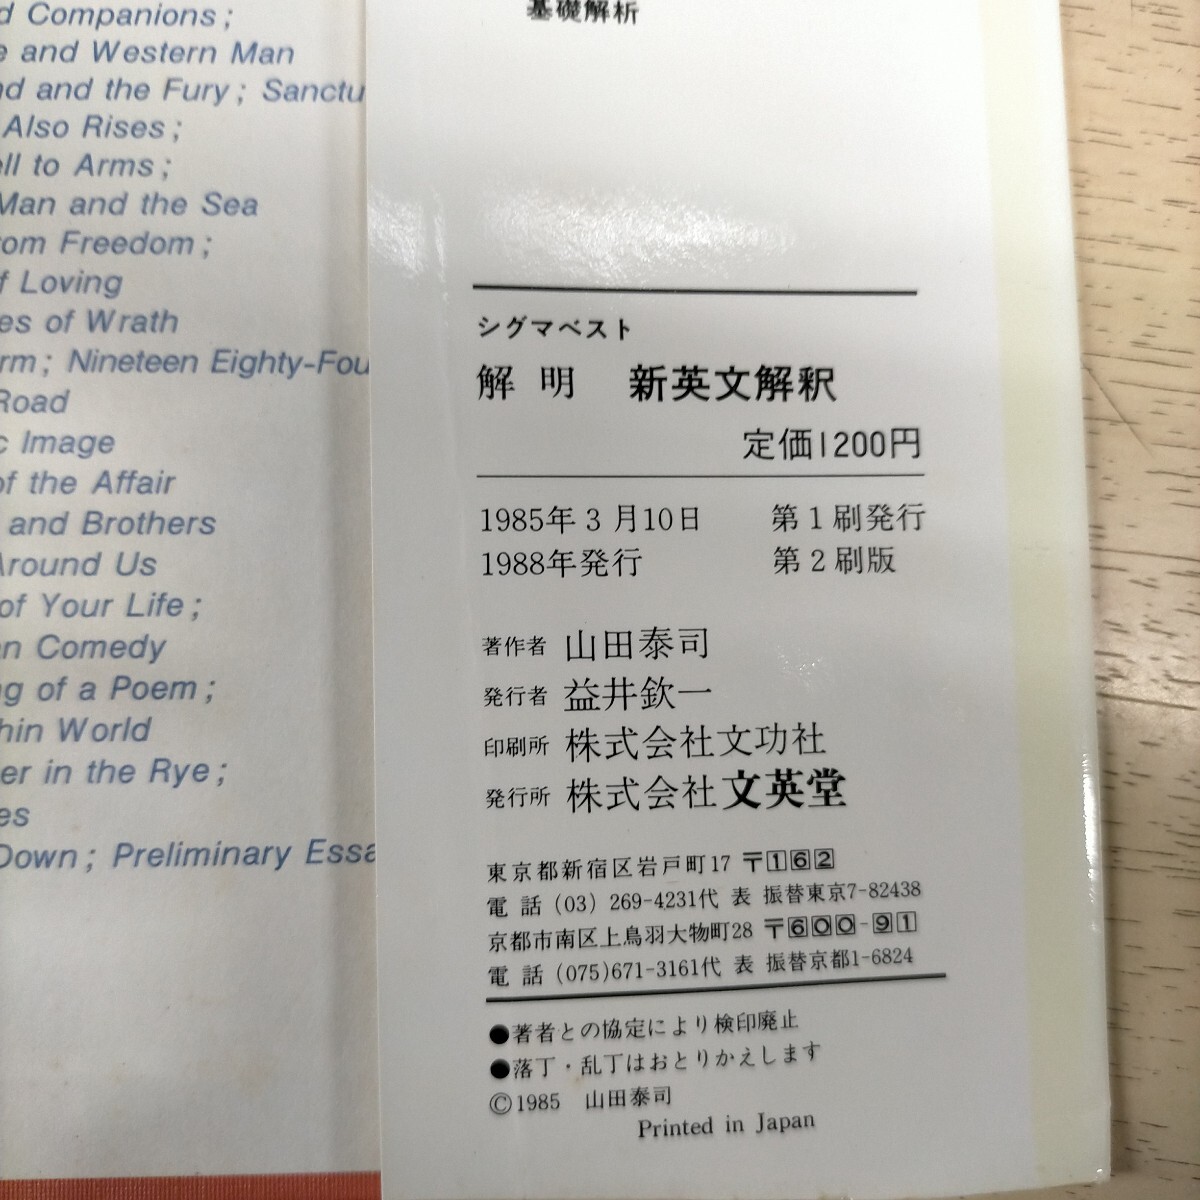 d Companions;
e and Western Man
nd and the Fury; Sanctu
Also Rises;
ell to Arms;
Man and the Sea
rom Freedom;
f Loving
es of Wrath
rm; Nineteen Eighty-Fou
Road
c Image
of the Affair
and Brothers
Around Us
of Your Life;
an Comedy
ng of a Poem;
hin World
er in the Rye;
es
Down; Preliminary Essa
基礎解析
シグマベスト
解明 新英文解釈
定価1200円
1985年3月10日 第1刷発行
1988年発行 第2刷版
著作者 山田泰司
発行者 益井欽一
印刷所 株式会社文功社
発行所 株式会社文英堂
東京都新宿区岩戸町17 〒162
電話 (03) 269-4231代表 振替東京7-82438
京都市南区上鳥羽大物町28 〒600-91
電話 (075)671-3161代表 振替京都1-6824
●著者との協定により検印廃止
●落丁・乱丁はおとりかえします
©1985 山田泰司
Printed in Japan